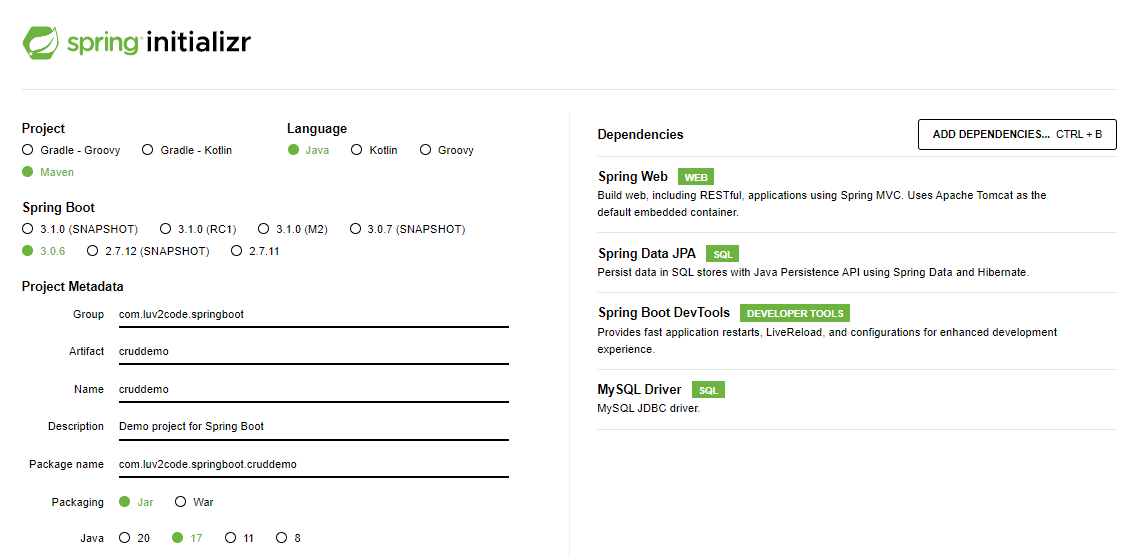 spring initializr
Project
Gradle - Groovy Gradle - Kotlin
Maven
Language
Java Kotlin Groovy
Spring Boot
3.1.0 (SNAPSHOT) 3.1.0 (RC1) 3.1.0 (M2) 3.0.7 (SNAPSHOT)
3.0.6 2.7.12 (SNAPSHOT) 2.7.11
Project Metadata
Group com.luv2code.springboot
Artifact cruddemo
Name cruddemo
Description Demo project for Spring Boot
Package name com.luv2code.springboot.cruddemo
Packaging Jar War
Java 20 17 11 8
Dependencies ADD DEPENDENCIES... CTRL + B
Spring Web WEB
Build web, including RESTful, applications using Spring MVC. Uses Apache Tomcat as the
default embedded container.
Spring Data JPA SQL
Persist data in SQL stores with Java Persistence API using Spring Data and Hibernate.
Spring Boot DevTools DEVELOPER TOOLS
Provides fast application restarts, LiveReload, and configurations for enhanced development
experience.
MySQL Driver SQL
MySQL JDBC driver.